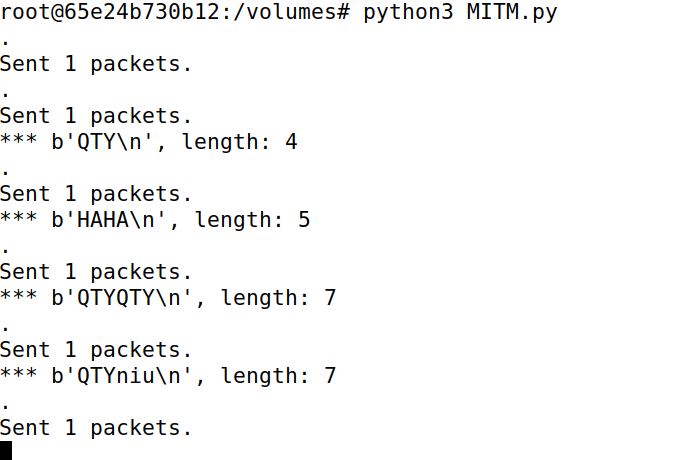 root@65e24b730b12:/volumes# python3 MITM.py
.
Sent 1 packets.
.
Sent 1 packets.
*** b'QTY\n', length: 4
.
Sent 1 packets.
*** b'HAHA\n', length: 5
.
Sent 1 packets.
*** b'QTYQTY\n', length: 7
.
Sent 1 packets.
*** b'QTYniu\n', length: 7
.
Sent 1 packets.